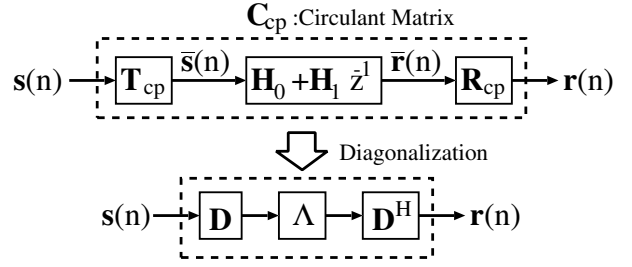 C_cp :Circulant Matrix
s(n) T_cp s̅(n) H_0 +H_1 z̄^1 r̅(n) R_cp r(n)
Diagonalization
s(n) D Λ D^H r(n)